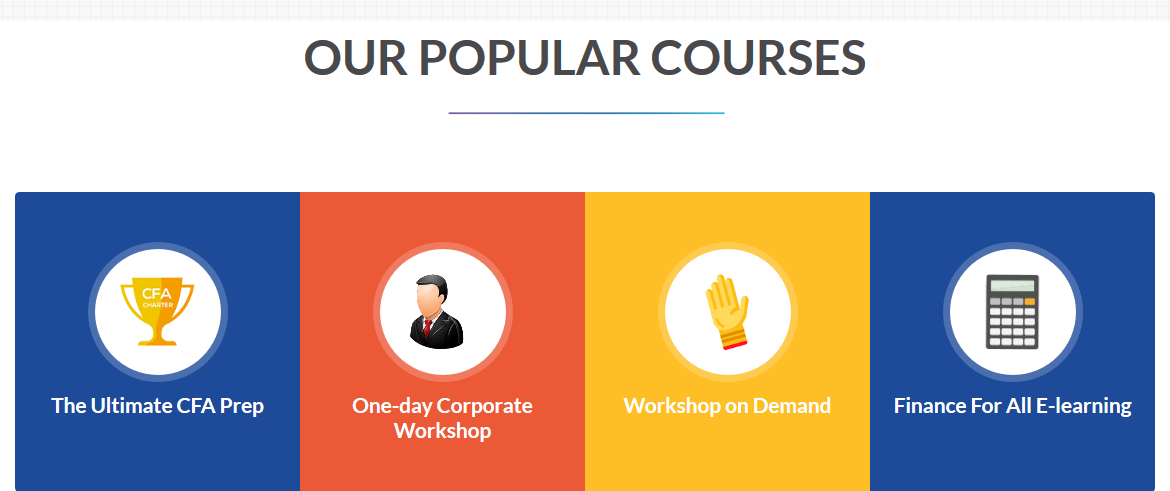 OUR POPULAR COURSES
CFA
CHARTER
The Ultimate CFA Prep
One-day Corporate
Workshop
Workshop on Demand
Finance For All E-learning